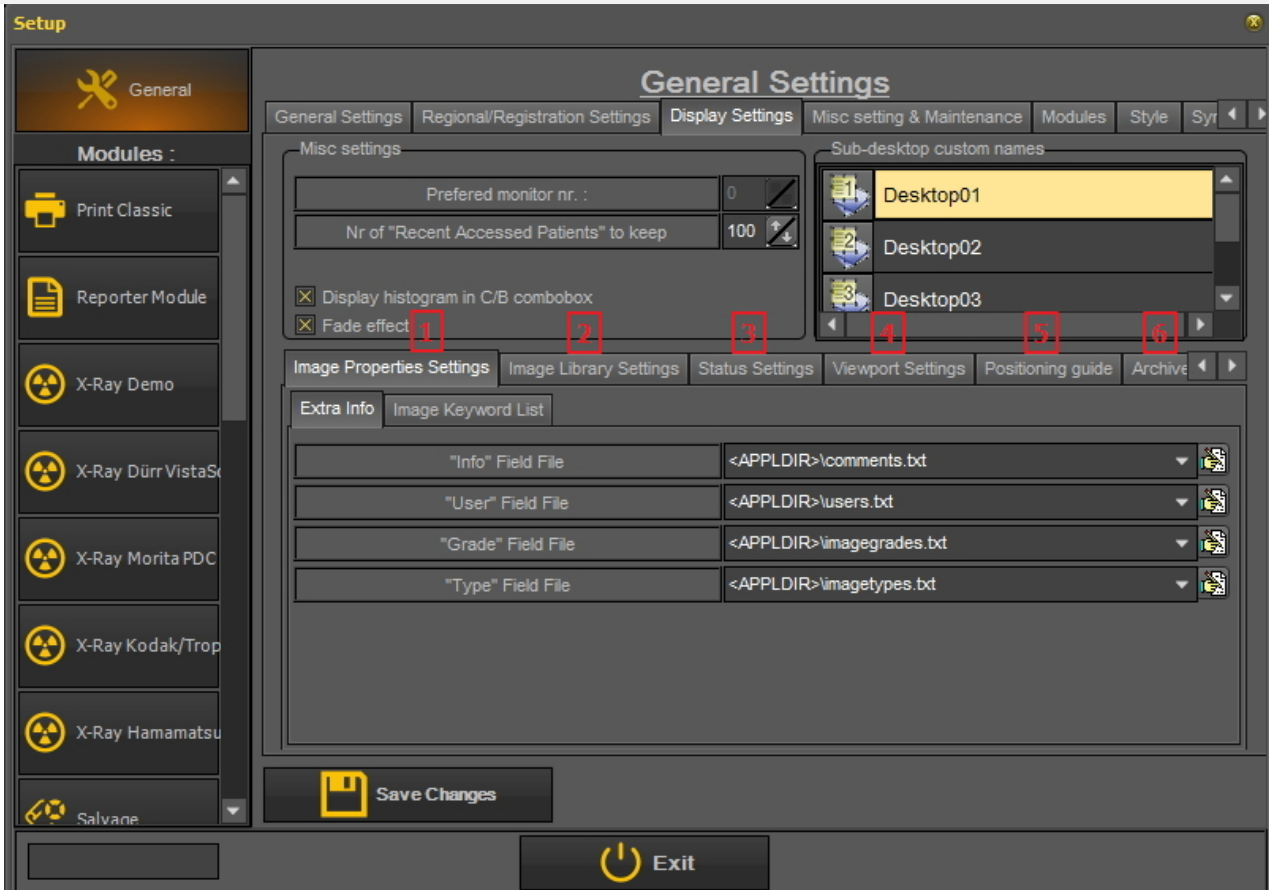 Setup
General
Modules :
Print Classic
Reporter Module
X-Ray Demo
X-Ray Dürr VistaSc
X-Ray Morita PDC
X-Ray Kodak/Trop
X-Ray Hamamatsu
Salvage
General Settings
General Settings Regional/Registration Settings Display Settings Misc setting & Maintenance Modules Style Syr
Misc settings
Prefered monitor nr. : 0
Nr of "Recent Accessed Patients" to keep 100
Display histogram in C/B combobox
Fade effect
Sub-desktop custom names
1 Desktop01
2 Desktop02
3 Desktop03
1 2 3 4 5 6
Image Properties Settings Image Library Settings Status Settings Viewport Settings Positioning guide Archive
Extra Info Image Keyword List
"Info" Field File <APPLDIR>\comments.txt
"User" Field File <APPLDIR>\users.txt
"Grade" Field File <APPLDIR>\imagegrades.txt
"Type" Field File <APPLDIR>\imagetypes.txt
Save Changes
Exit